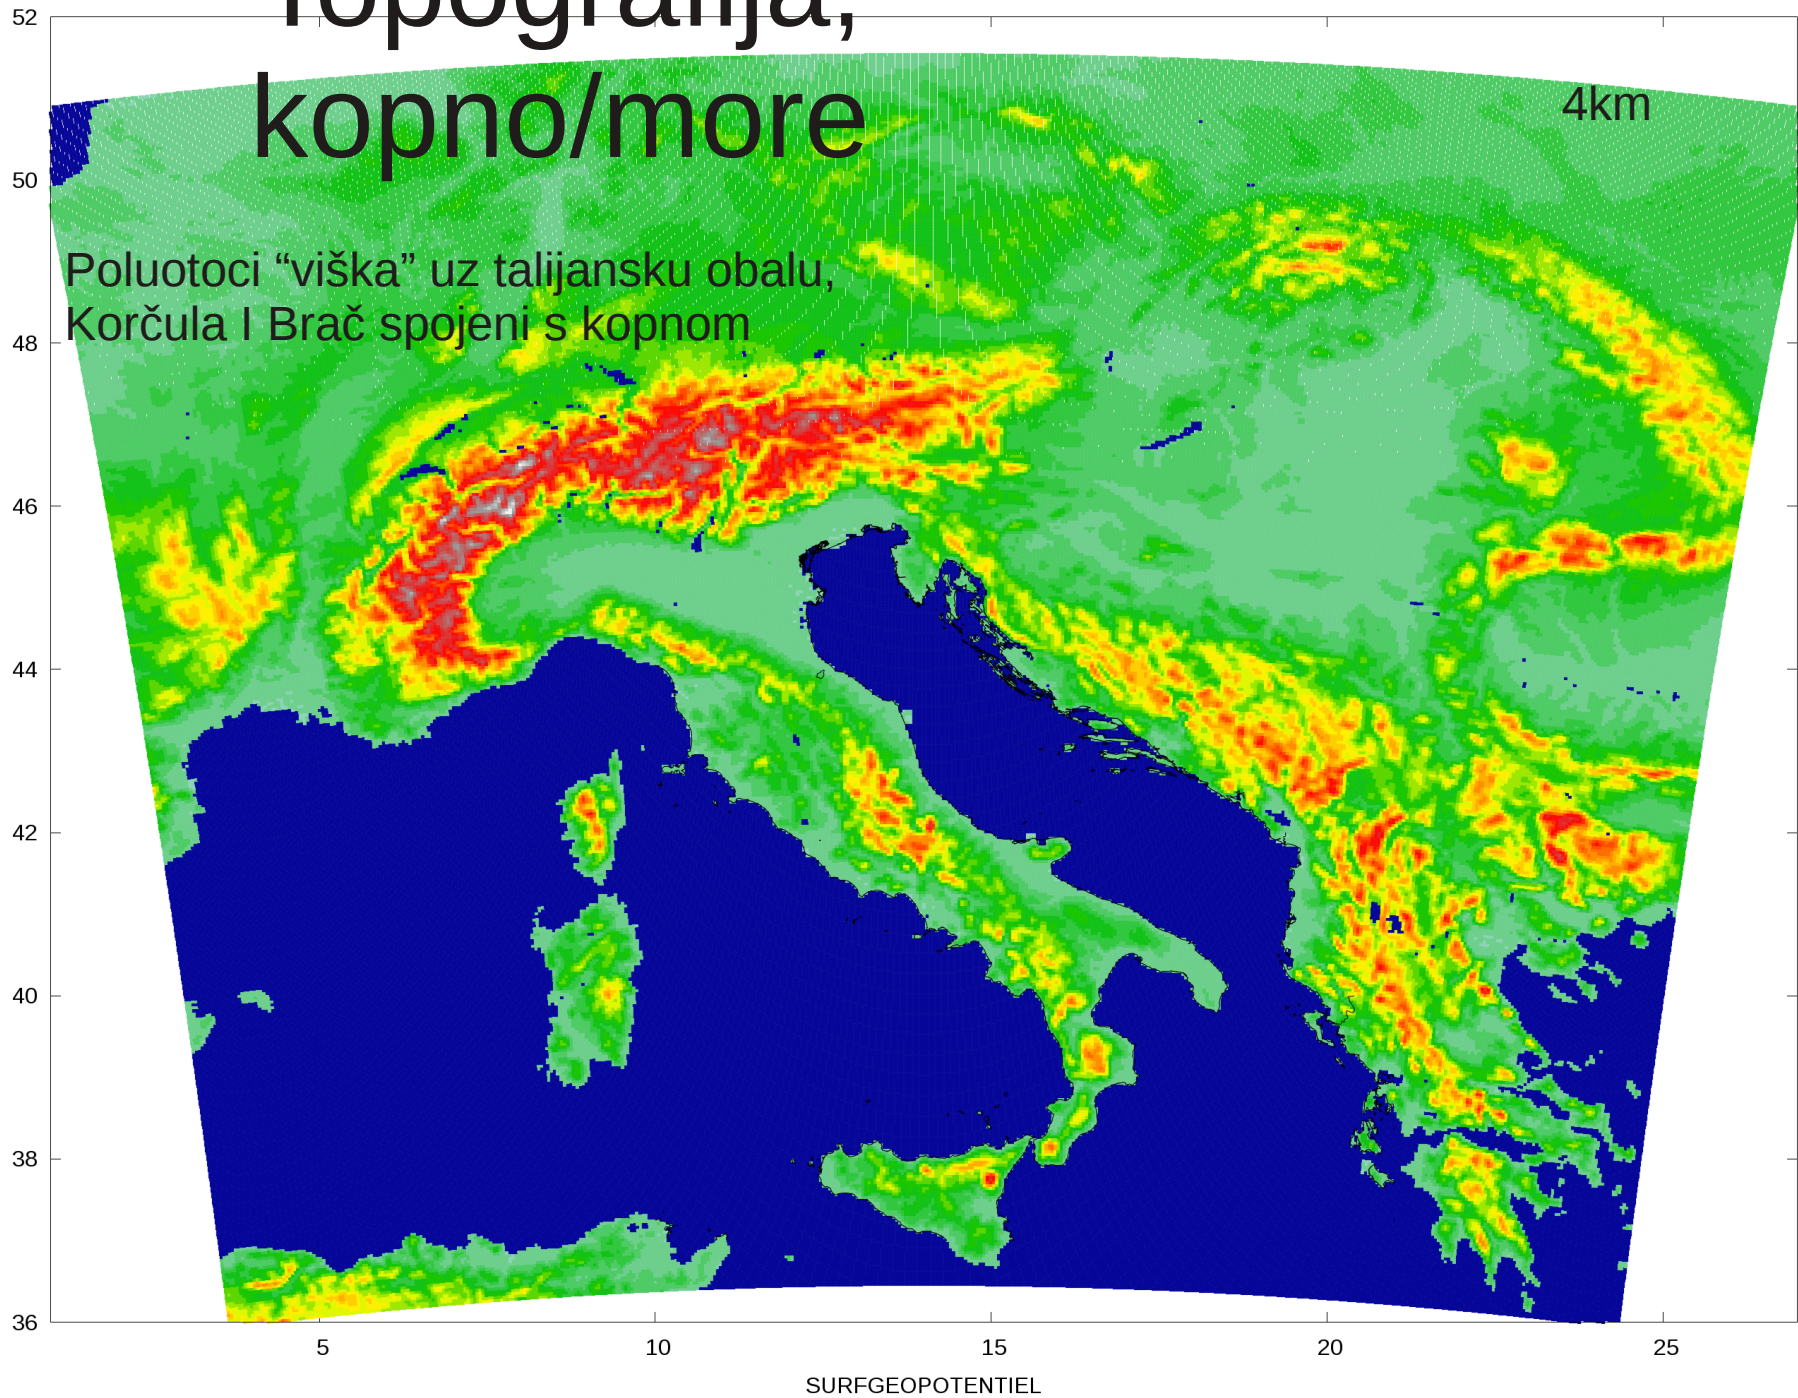 Topografija,
kopno/more
4km
Poluotoci “viška” uz talijansku obalu,
Korčula I Brač spojeni s kopnom
52
50
48
46
44
42
40
38
36
5 10 15 20 25
SURFGEOPOTENTIEL